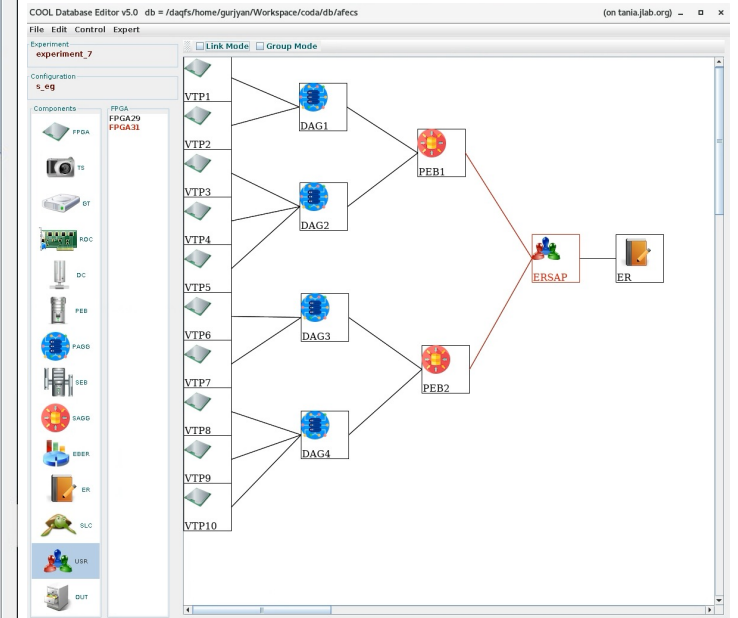 COOL Database Editor v5.0 db = /daqfs/home/gurjyan/Workspace/coda/db/afecs (on tania.jlab.org)
File Edit Control Expert
Experiment
experiment_7
Configuration
s_eg
Components
FPGA
TS
GT
ROC
DC
PEB
PAGG
SEB
SAGG
EBER
ER
SLC
USR
OUT
FPGA
FPGA29
FPGA31
Link Mode Group Mode
VTP1
VTP2
VTP3
VTP4
VTP5
VTP6
VTP7
VTP8
VTP9
VTP10
DAG1
DAG2
DAG3
DAG4
PEB1
PEB2
ERSAP
ER